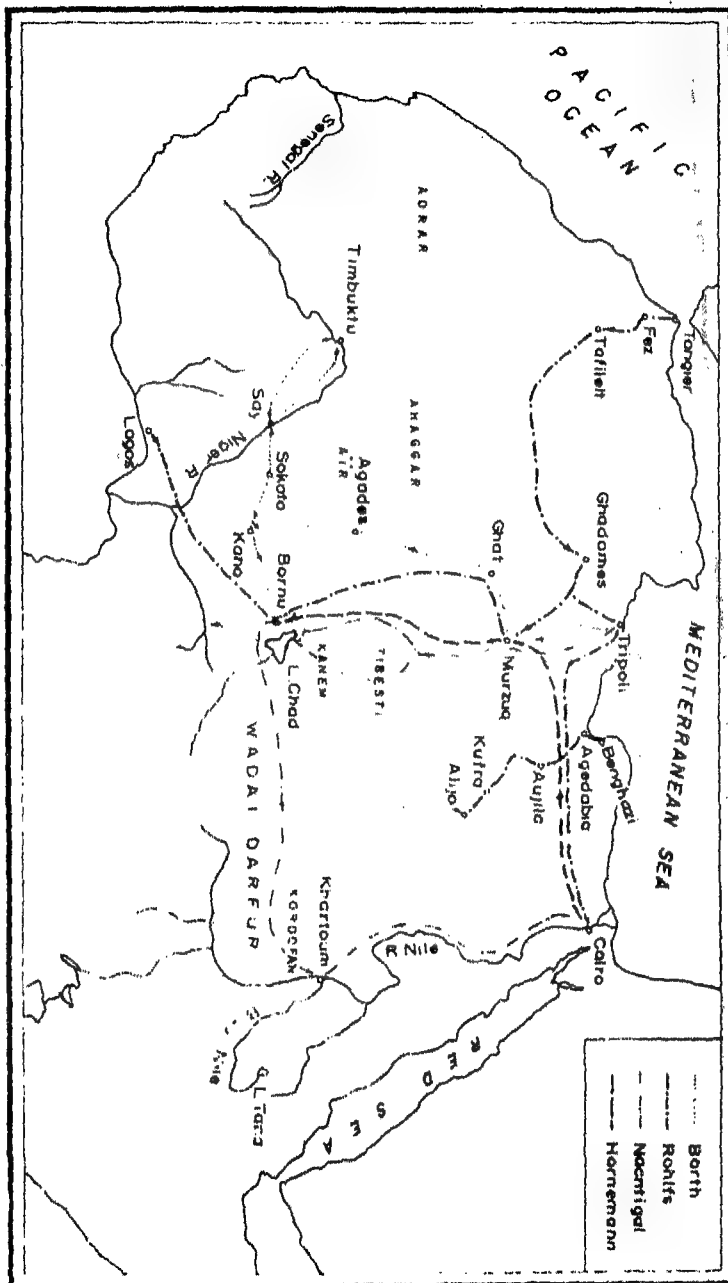 PACIFIC
OCEAN
MEDITERRANEAN SEA
Tangier
Fez
Tafilelt
Ghadames
Tripoli
Benghazi
Agedabia
Aujila
Kufra
Cairo
ADRAR
AHAGGAR
Ghat
Murzuq
TIBESTI
KANEM
L.Chad
Bornu
Agades
AIR
Timbuktu
Senegal R.
Say
Niger R
Sokoto
Kano
Lagos
WADAI DARFUR
KORDOFAN
Khartoum
R Nile
Nile
L Tana
RED SEA
Barth
Rohlfs
Nachtigal
Hornemann